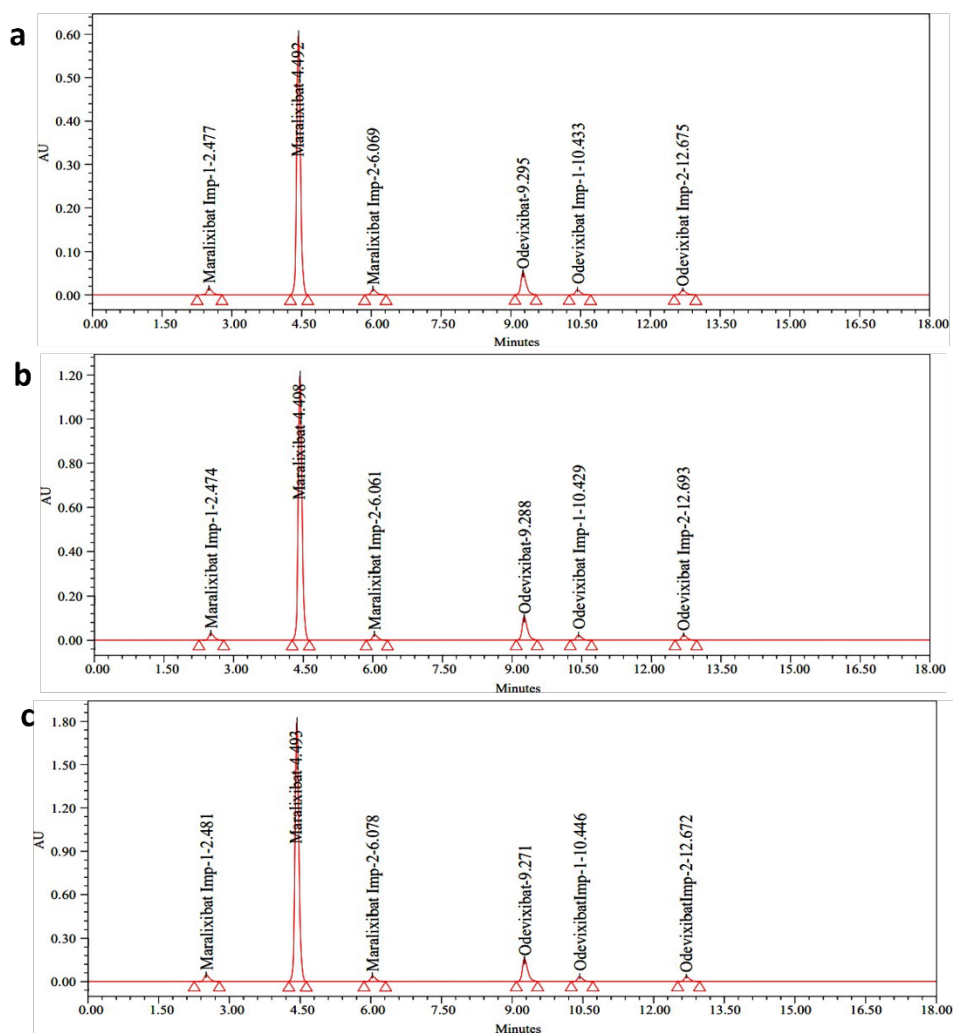 a
0.60
0.50
0.40
0.30
0.20
0.10
0.00
AU
Maralixibat Imp-1-2.477
Maralixibat-4.492
Maralixibat Imp-2-6.069
Odevixibat-9.295
Odevixibat Imp-1-10.433
Odevixibat Imp-2-12.675
0.00 1.50 3.00 4.50 6.00 7.50 9.00 10.50 12.00 13.50 15.00 16.50 18.00
Minutes
b
1.20
1.00
0.80
0.60
0.40
0.20
0.00
AU
Maralixibat Imp-1-2.474
Maralixibat-4.498
Maralixibat Imp-2-6.061
Odevixibat-9.288
Odevixibat Imp-1-10.429
Odevixibat Imp-2-12.693
0.00 1.50 3.00 4.50 6.00 7.50 9.00 10.50 12.00 13.50 15.00 16.50 18.00
Minutes
c
1.80
1.50
1.20
0.90
0.60
0.30
0.00
AU
Maralixibat Imp-1-2.481
Maralixibat-4.493
Maralixibat Imp-2-6.078
Odevixibat-9.271
OdevixibatImp-1-10.446
OdevixibatImp-2-12.672
0.00 1.50 3.00 4.50 6.00 7.50 9.00 10.50 12.00 13.50 15.00 16.50 18.00
Minutes